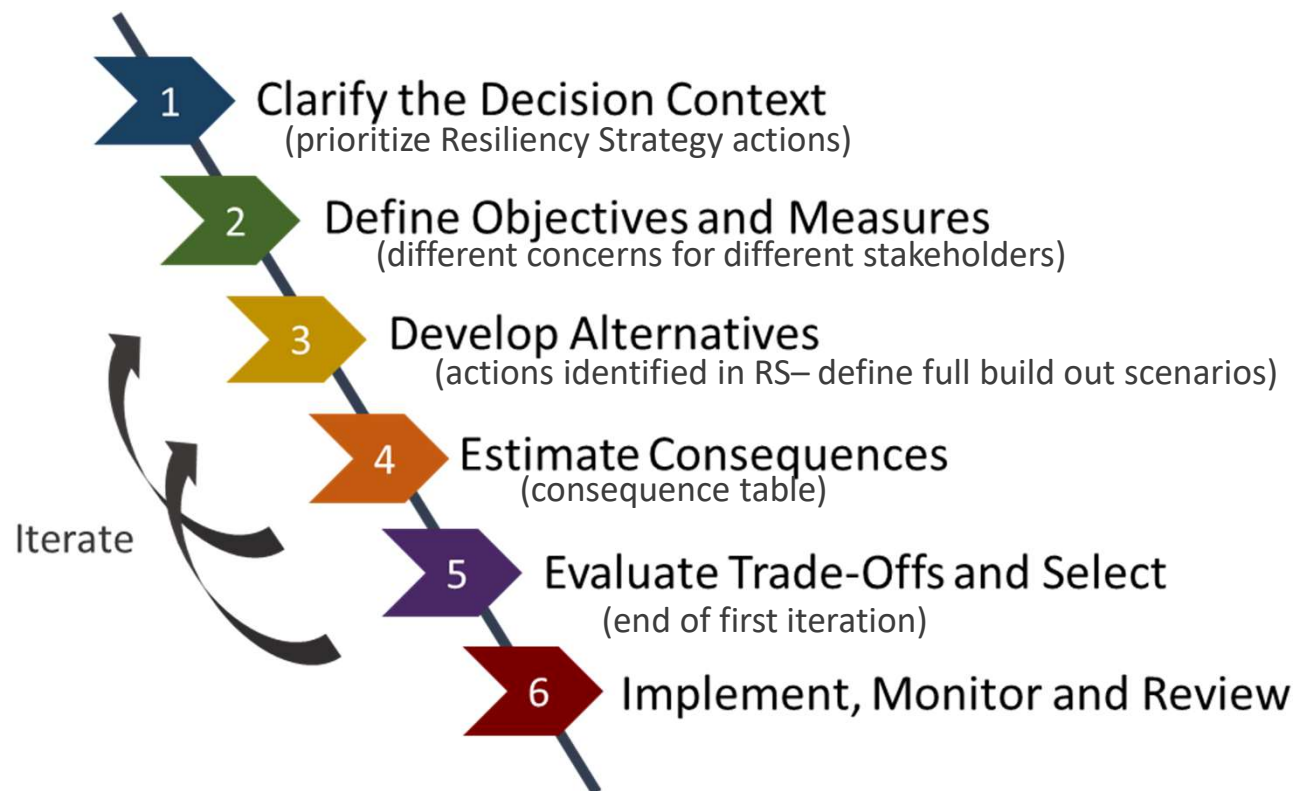 1 Clarify the Decision Context
(prioritize Resiliency Strategy actions)
2 Define Objectives and Measures
(different concerns for different stakeholders)
3 Develop Alternatives
(actions identified in RS– define full build out scenarios)
4 Estimate Consequences
(consequence table)
Iterate
5 Evaluate Trade-Offs and Select
(end of first iteration)
6 Implement, Monitor and Review